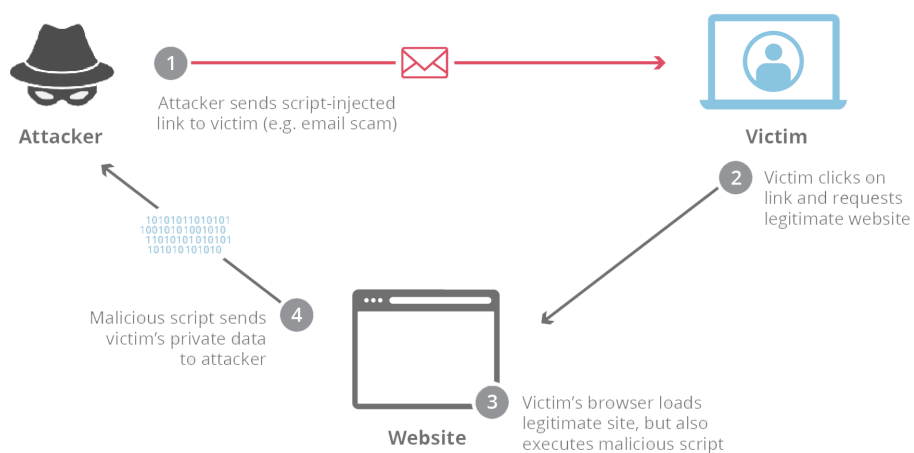 1
Attacker sends script-injected
link to victim (e.g. email scam)
Attacker
Victim
2
Victim clicks on
link and requests
legitimate website
10101011010101
10010101001010
11010101010101
101010101010
4
Malicious script sends
victim’s private data
to attacker
3
Victim’s browser loads
legitimate site, but also
executes malicious script
Website